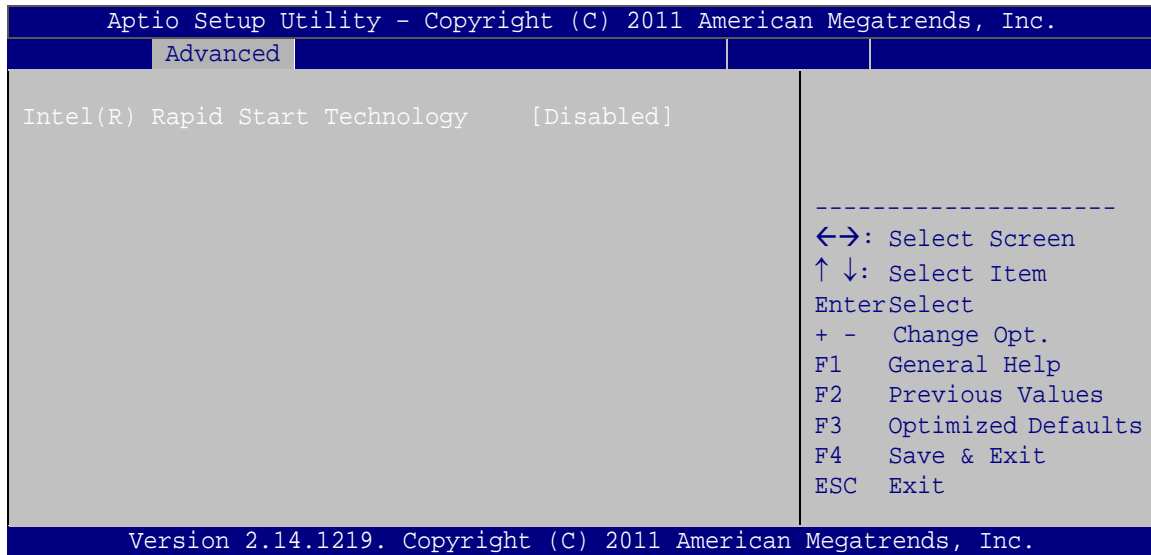 Aptio Setup Utility – Copyright (C) 2011 American Megatrends, Inc.
Advanced
Intel(R) Rapid Start Technology [Disabled]
---------------------
←→: Select Screen
↑ ↓: Select Item
EnterSelect
+ - Change Opt.
F1 General Help
F2 Previous Values
F3 Optimized Defaults
F4 Save & Exit
ESC Exit
Version 2.14.1219. Copyright (C) 2011 American Megatrends, Inc.